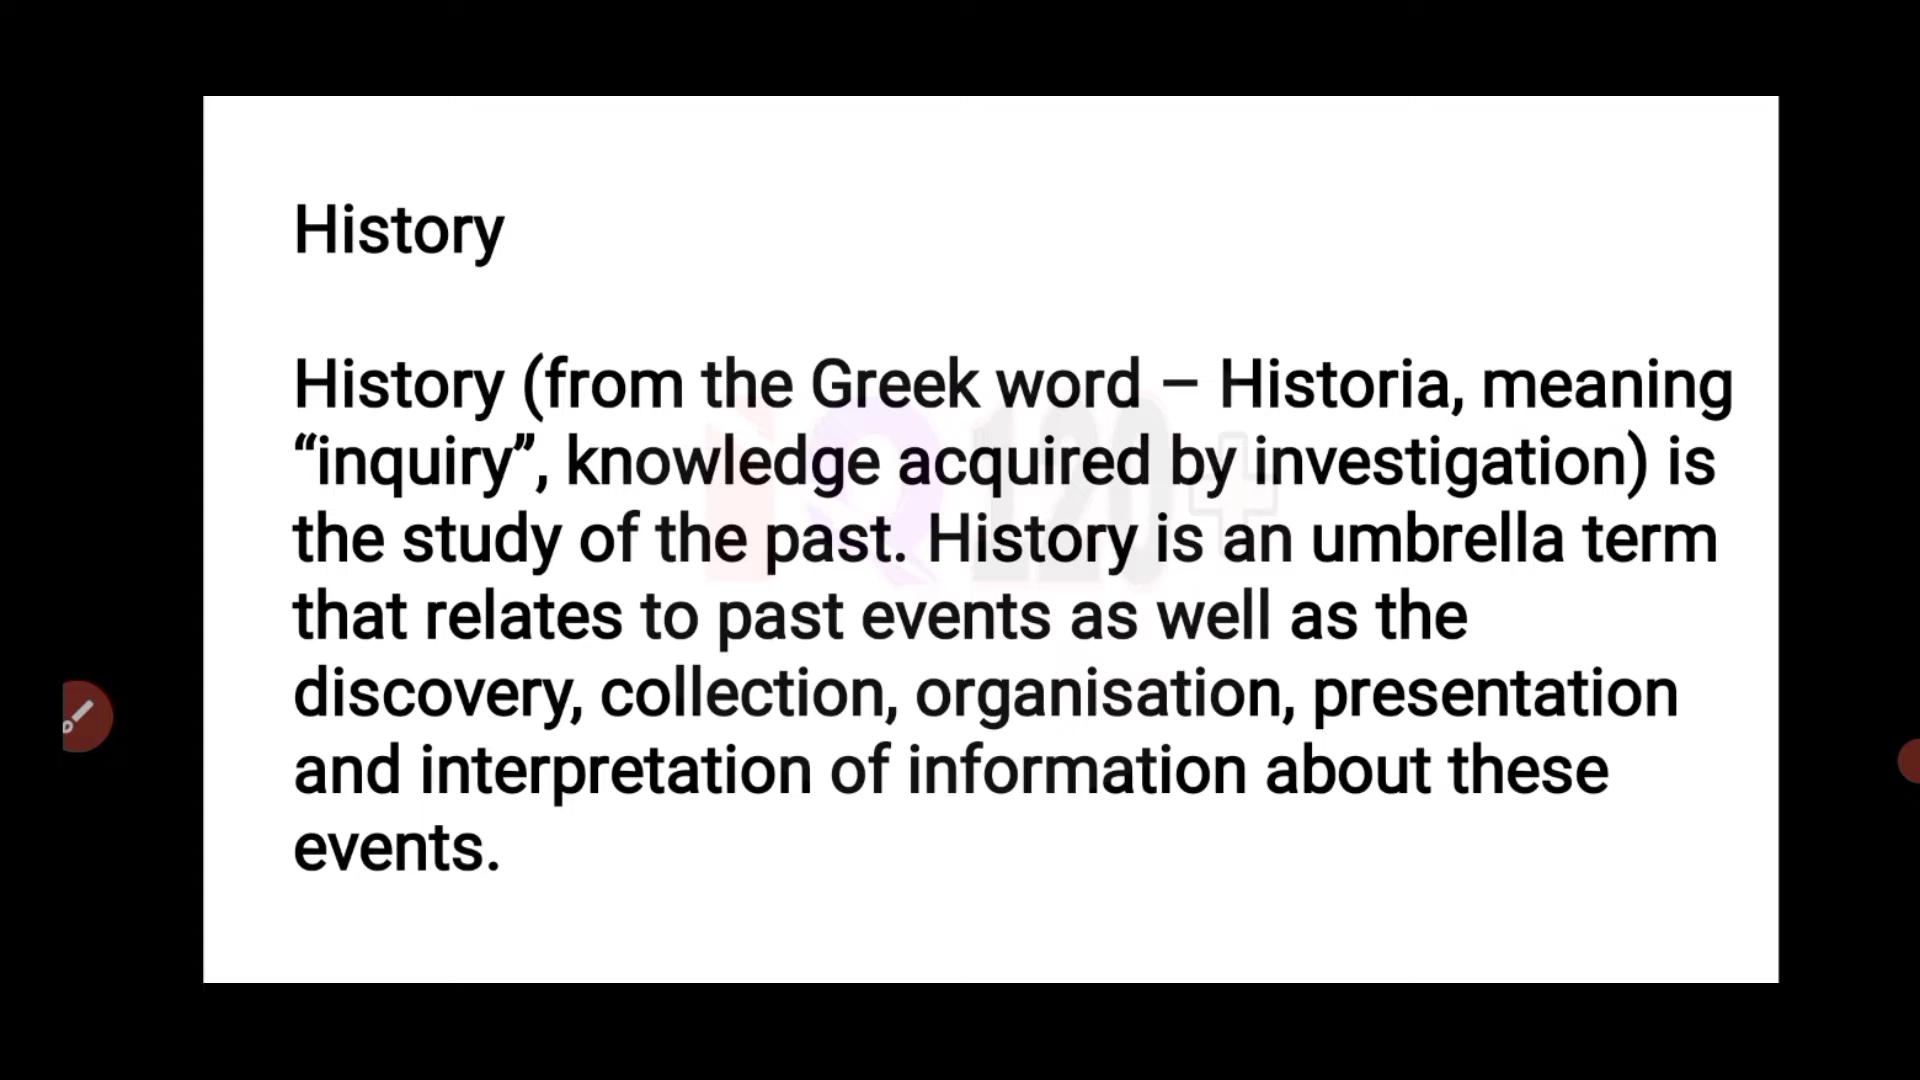 History
History (from the Greek word – Historia, meaning
“inquiry”, knowledge acquired by investigation) is
the study of the past. History is an umbrella term
that relates to past events as well as the
discovery, collection, organisation, presentation
and interpretation of information about these
events.
iQ 120+